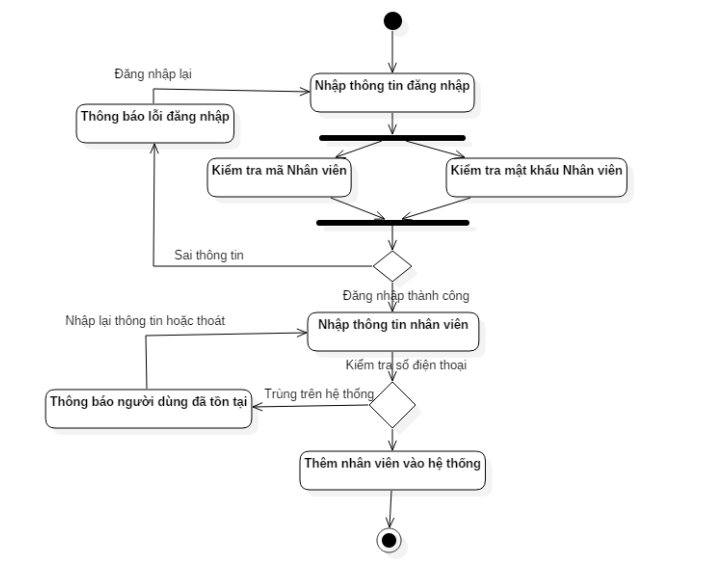 Đăng nhập lại
Nhập thông tin đăng nhập
Thông báo lỗi đăng nhập
Kiểm tra mã Nhân viên
Kiểm tra mật khẩu Nhân viên
Sai thông tin
Đăng nhập thành công
Nhập lại thông tin hoặc thoát
Nhập thông tin nhân viên
Kiểm tra số điện thoại
Trùng trên hệ thống
Thông báo người dùng đã tồn tại
Thêm nhân viên vào hệ thống